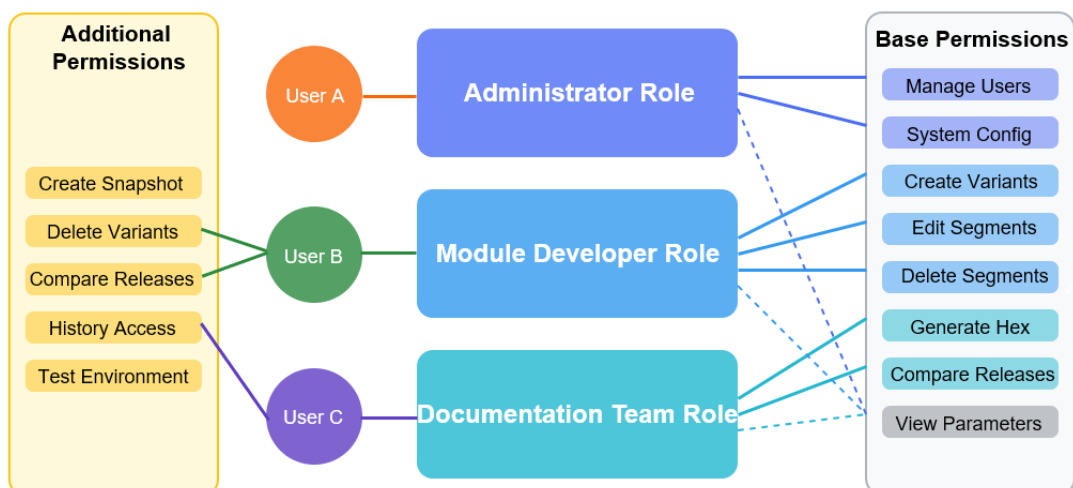 Additional
Permissions
Create Snapshot
Delete Variants
Compare Releases
History Access
Test Environment
User A
User B
User C
Administrator Role
Module Developer Role
Documentation Team Role
Base Permissions
Manage Users
System Config
Create Variants
Edit Segments
Delete Segments
Generate Hex
Compare Releases
View Parameters